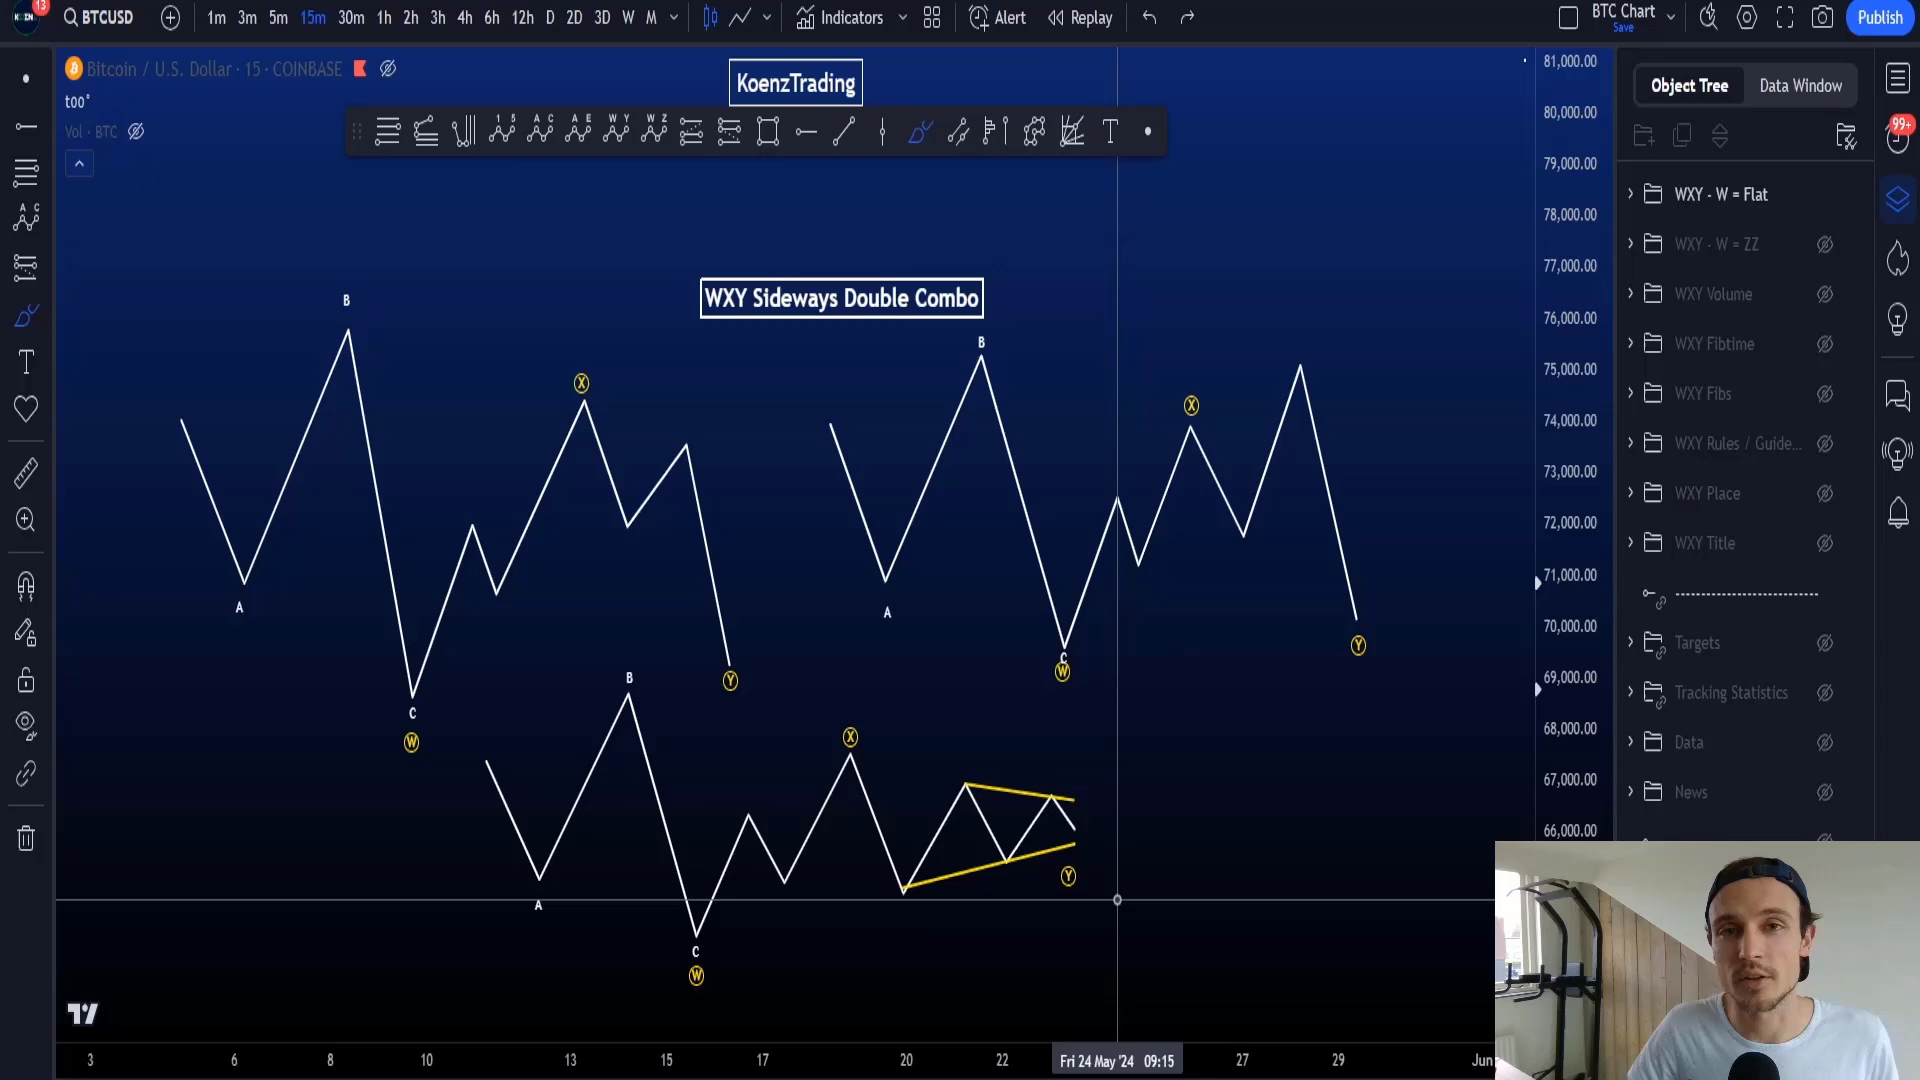 13
BTCUSD
1m 3m 5m 15m 30m 1h 2h 3h 4h 6h 12h D 2D 3D W M
Indicators
Alert
Replay
BTC Chart
Save
Publish
Bitcoin / U.S. Dollar · 15 · COINBASE
too°
Vol · BTC
KoenzTrading
1 5
A C
A E
W Y
W Z
T
A C
T
WXY Sideways Double Combo
B
A
C
W
X
Y
B
A
C
W
X
Y
B
A
C
W
X
Y
81,000.00
80,000.00
79,000.00
78,000.00
77,000.00
76,000.00
75,000.00
74,000.00
73,000.00
72,000.00
71,000.00
70,000.00
69,000.00
68,000.00
67,000.00
66,000.00
3 6 8 10 13 15 17 20 22 Fri 24 May '24 09:15 27 29 Jun
Object Tree
Data Window
99+
WXY - W = Flat
WXY - W = ZZ
WXY Volume
WXY Fibtime
WXY Fibs
WXY Rules / Guide...
WXY Place
WXY Title
---------------------------
Targets
Tracking Statistics
Data
News